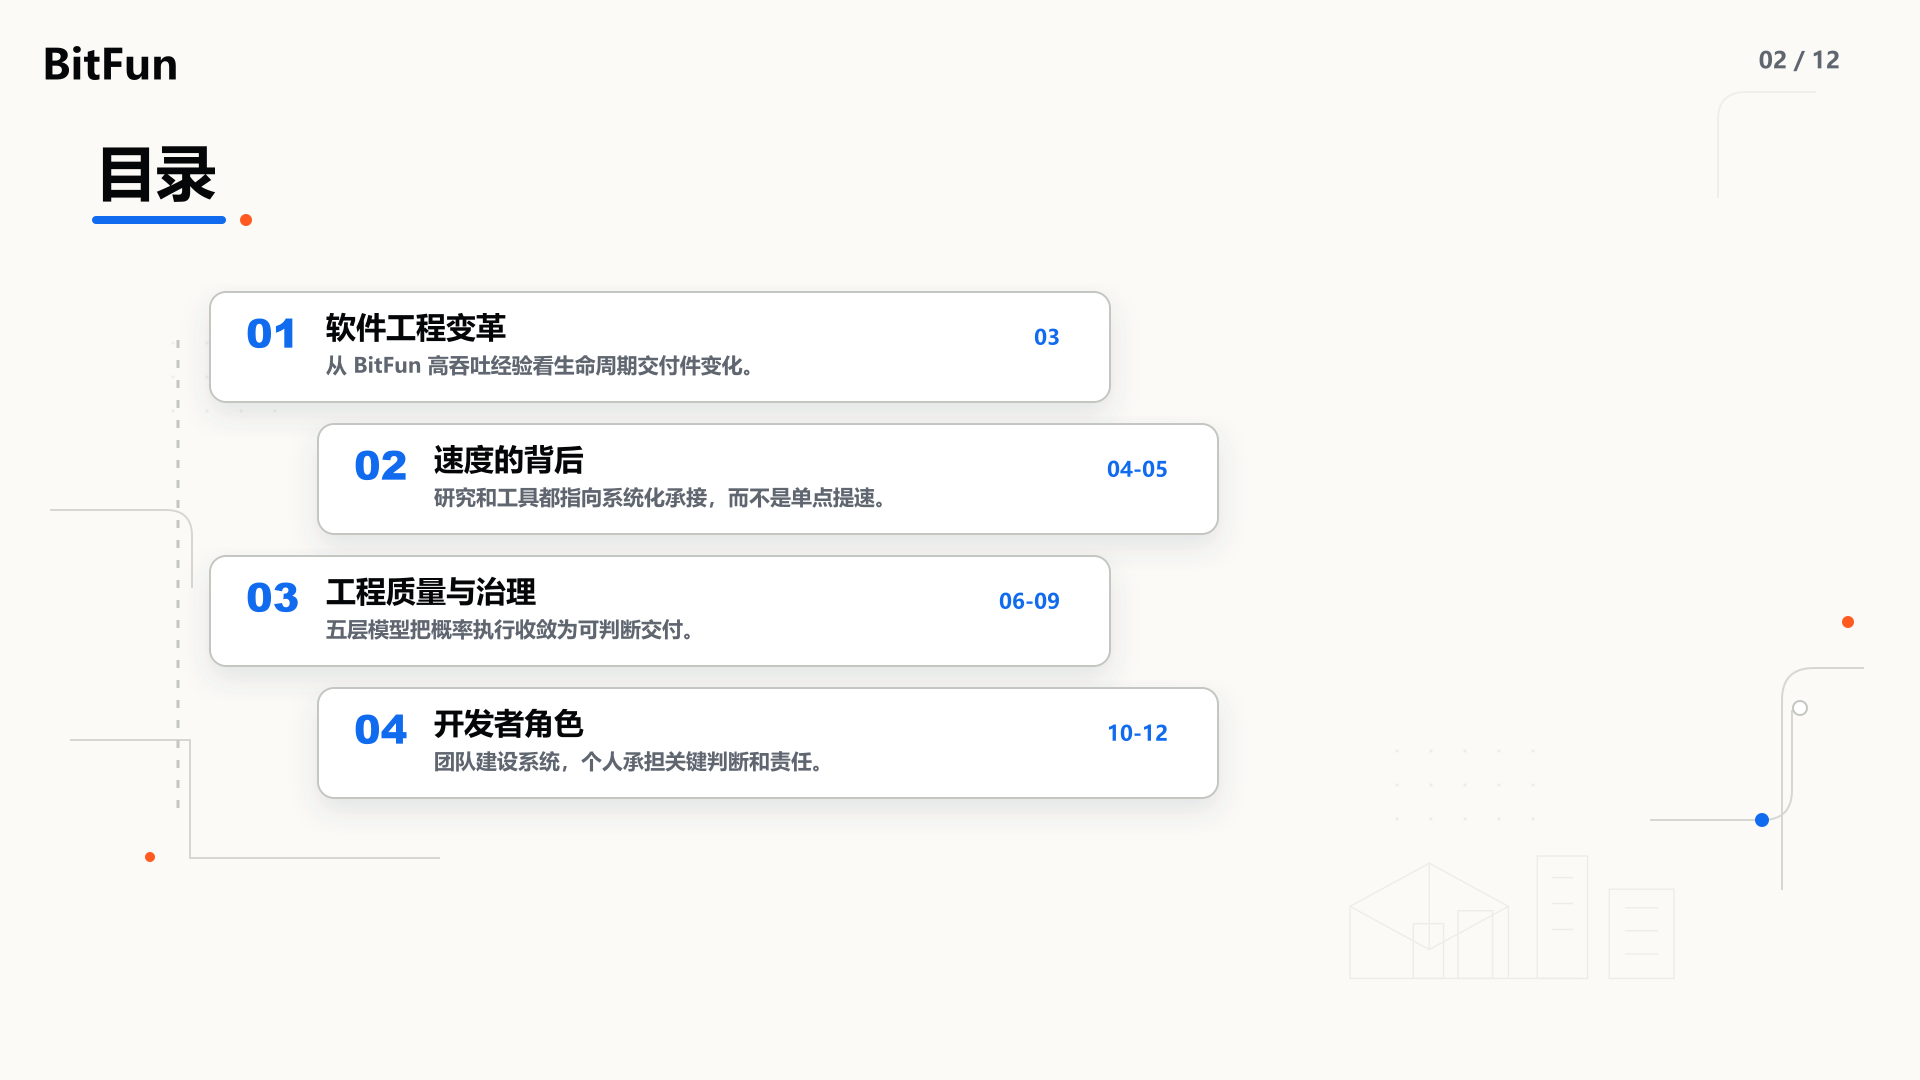 BitFun
02 / 12
目录
01
软件工程变革
03
从 BitFun 高吞吐经验看生命周期交付件变化。
02
速度的背后
04-05
研究和工具都指向系统化承接，而不是单点提速。
03
工程质量与治理
06-09
五层模型把概率执行收敛为可判断交付。
04
开发者角色
10-12
团队建设系统，个人承担关键判断和责任。